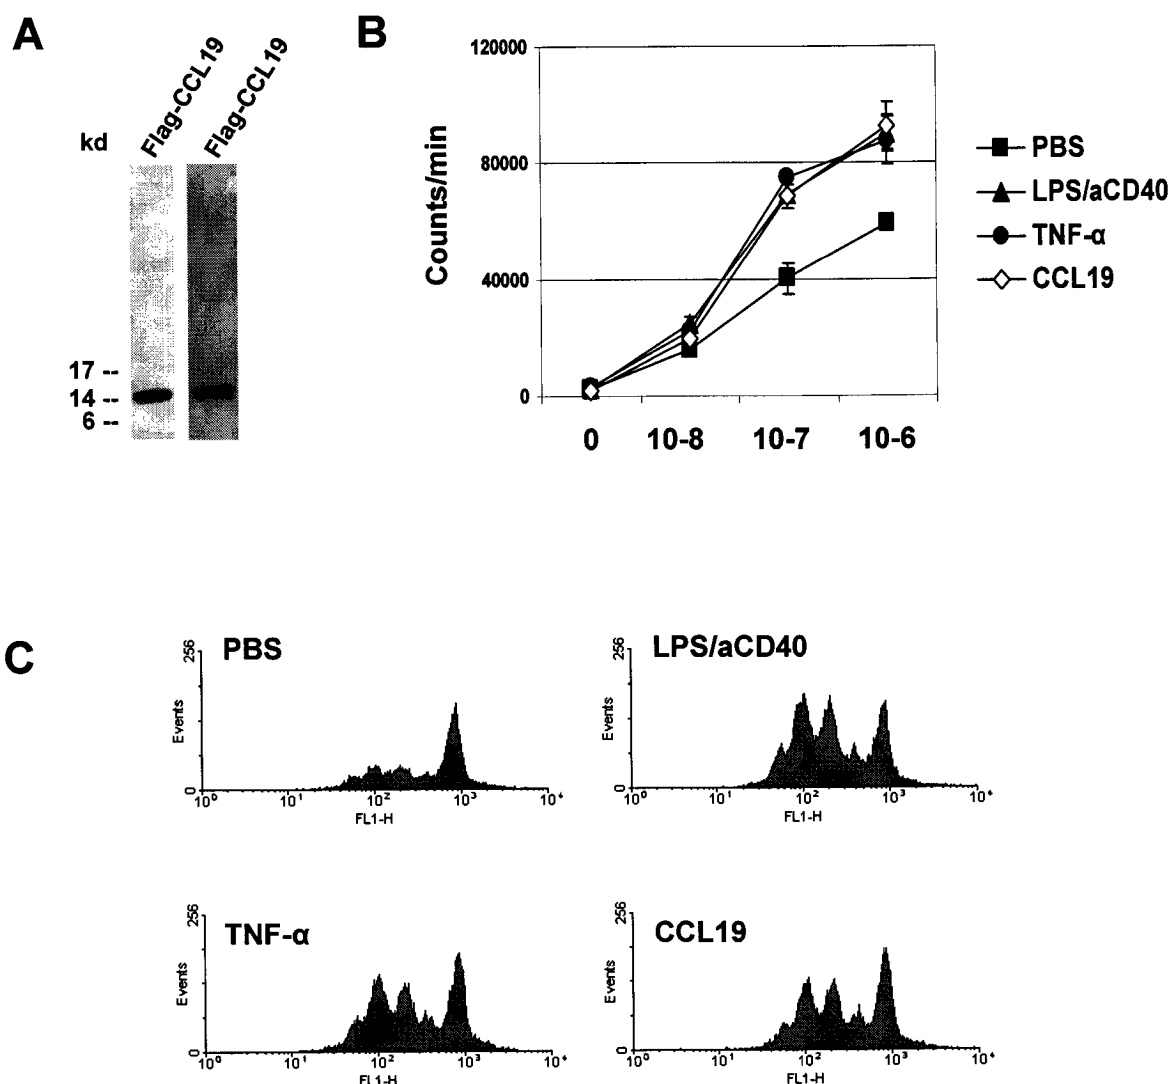 A
Flag-CCL19
Flag-CCL19
kd
17 --
14 --
6 --
B
120000
80000
40000
0
Counts/min
0 10-8 10-7 10-6
PBS
LPS/aCD40
TNF-α
CCL19
C
PBS
256
Events
0
10⁰ 10¹ 10² 10³ 10⁴
FL1-H
LPS/aCD40
256
Events
0
10⁰ 10¹ 10² 10³ 10⁴
FL1-H
TNF-α
256
Events
0
10⁰ 10¹ 10² 10³ 10⁴
FL1-H
CCL19
256
Events
0
10⁰ 10¹ 10² 10³ 10⁴
FL1-H